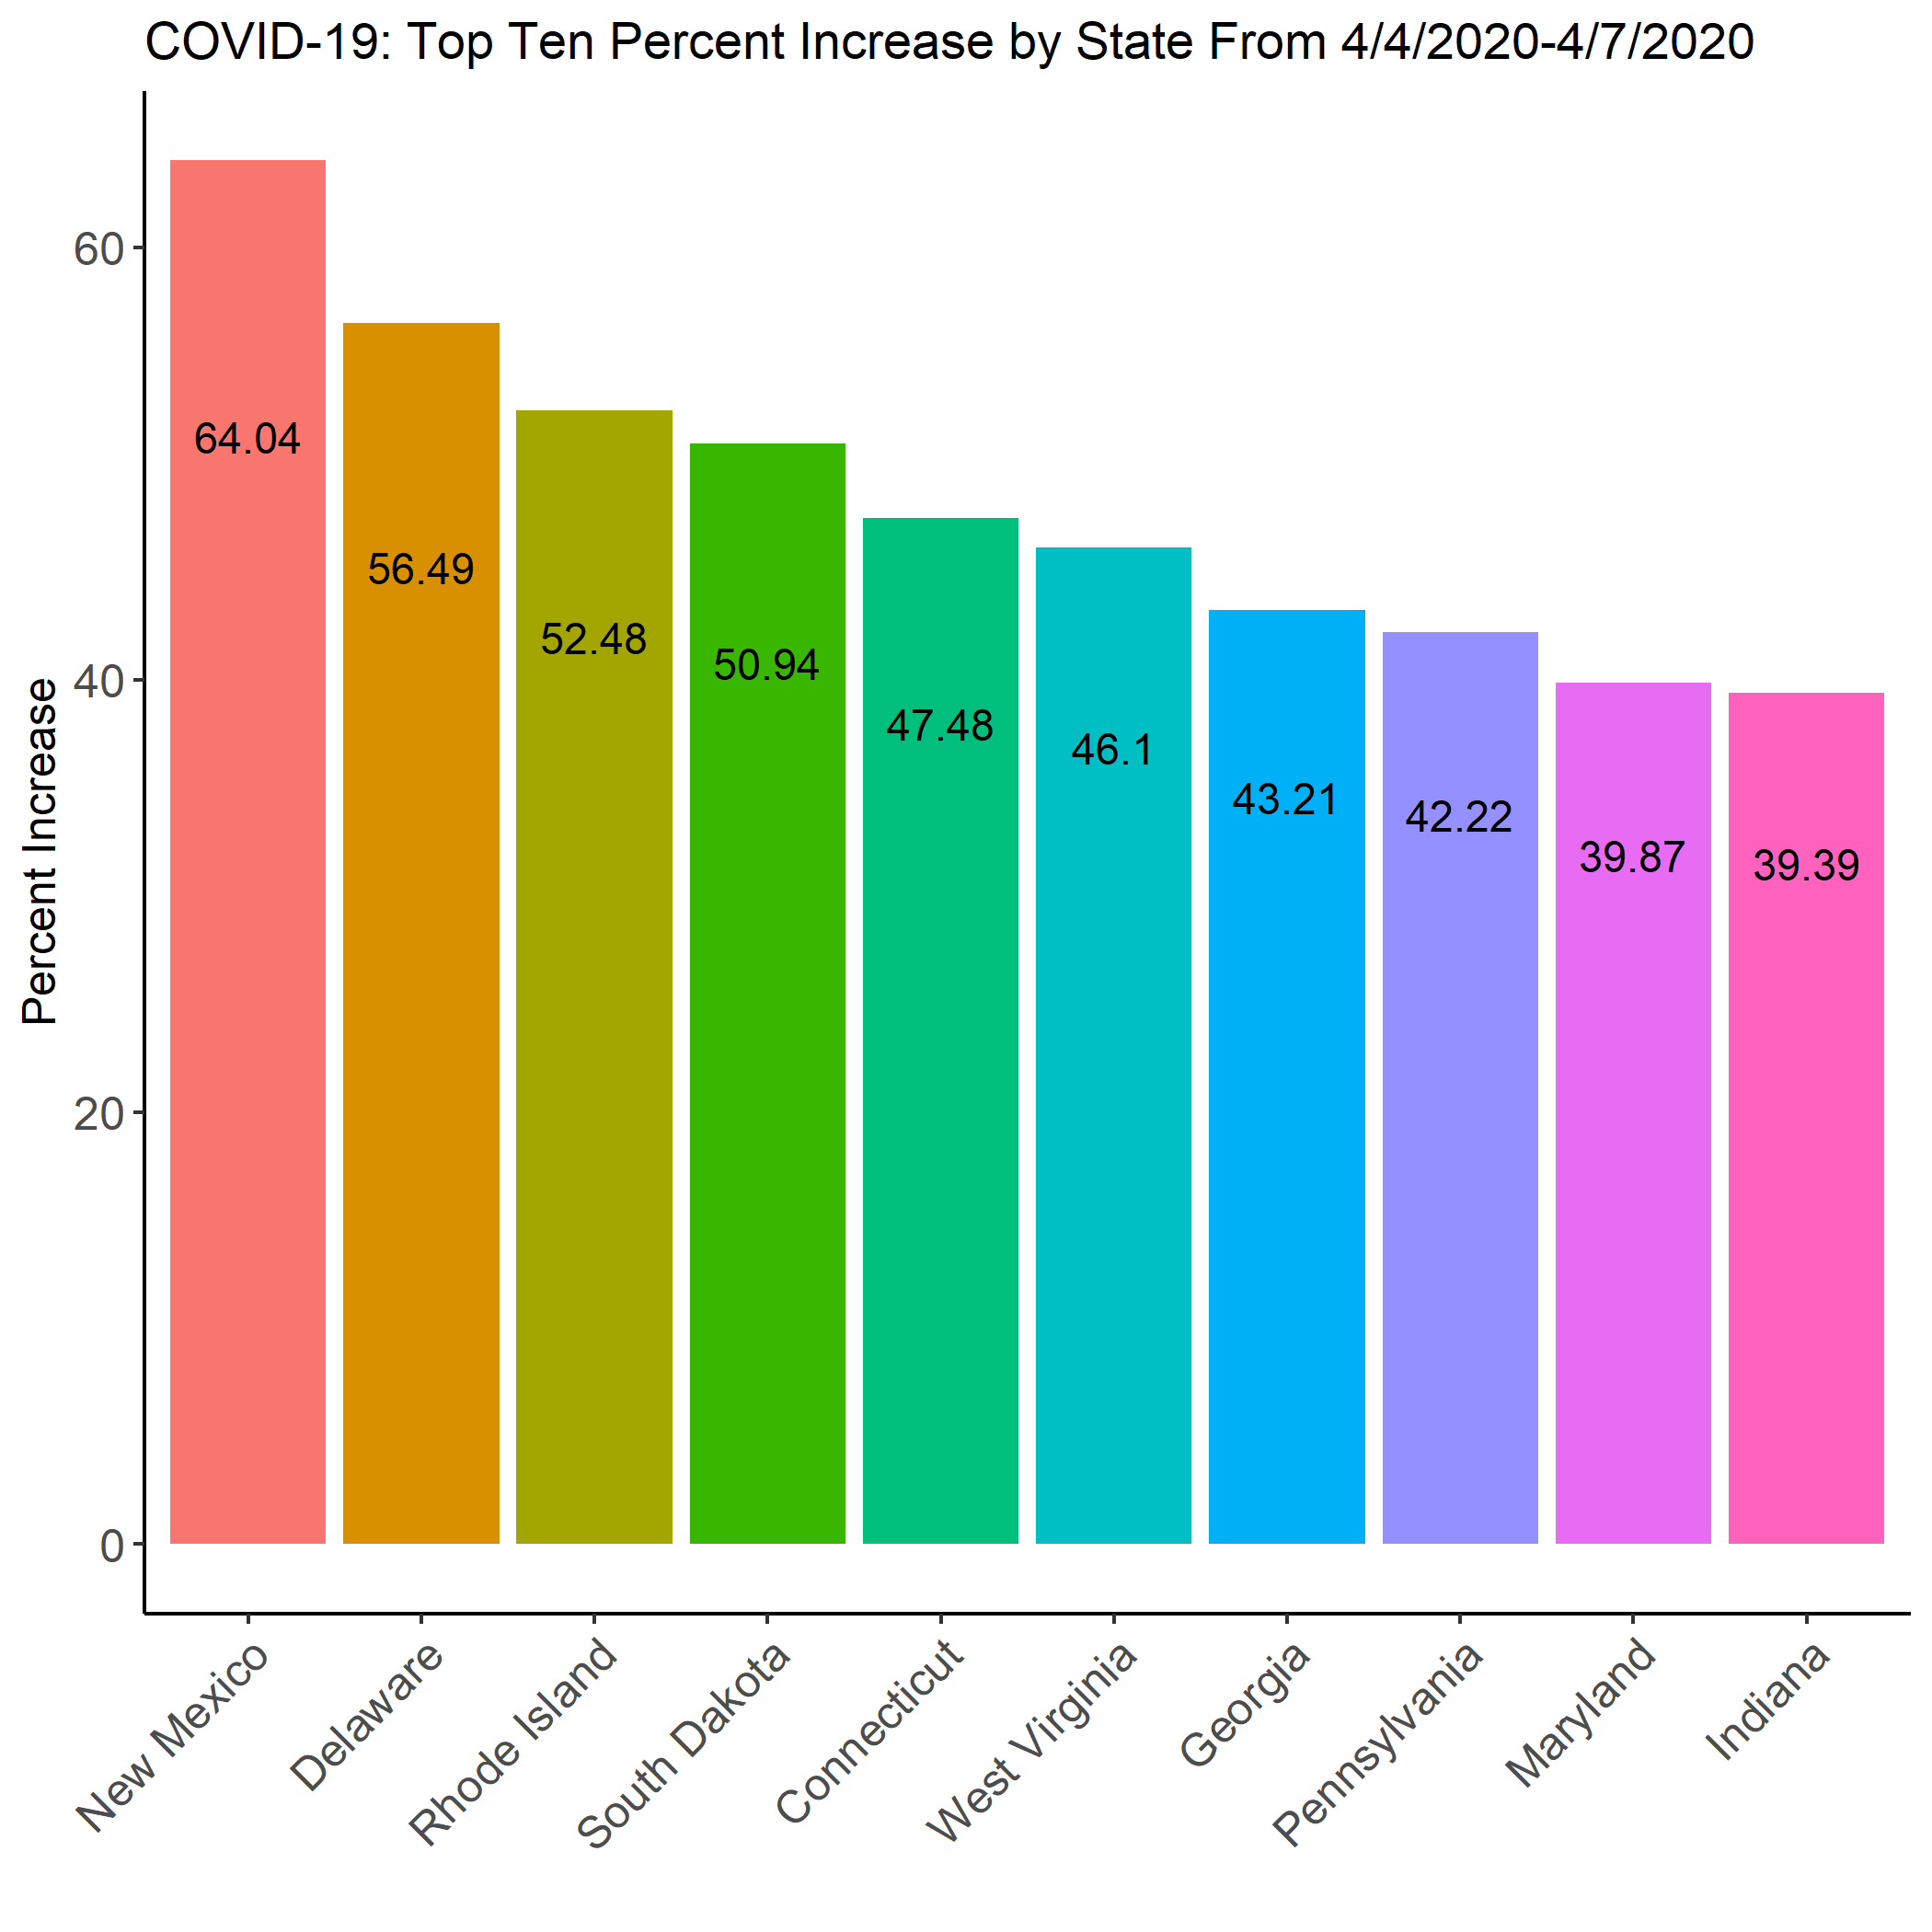 COVID-19: Top Ten Percent Increase by State From 4/4/2020-4/7/2020
Percent Increase
60
40
20
0
64.04
56.49
52.48
50.94
47.48
46.1
43.21
42.22
39.87
39.39
New Mexico
Delaware
Rhode Island
South Dakota
Connecticut
West Virginia
Georgia
Pennsylvania
Maryland
Indiana